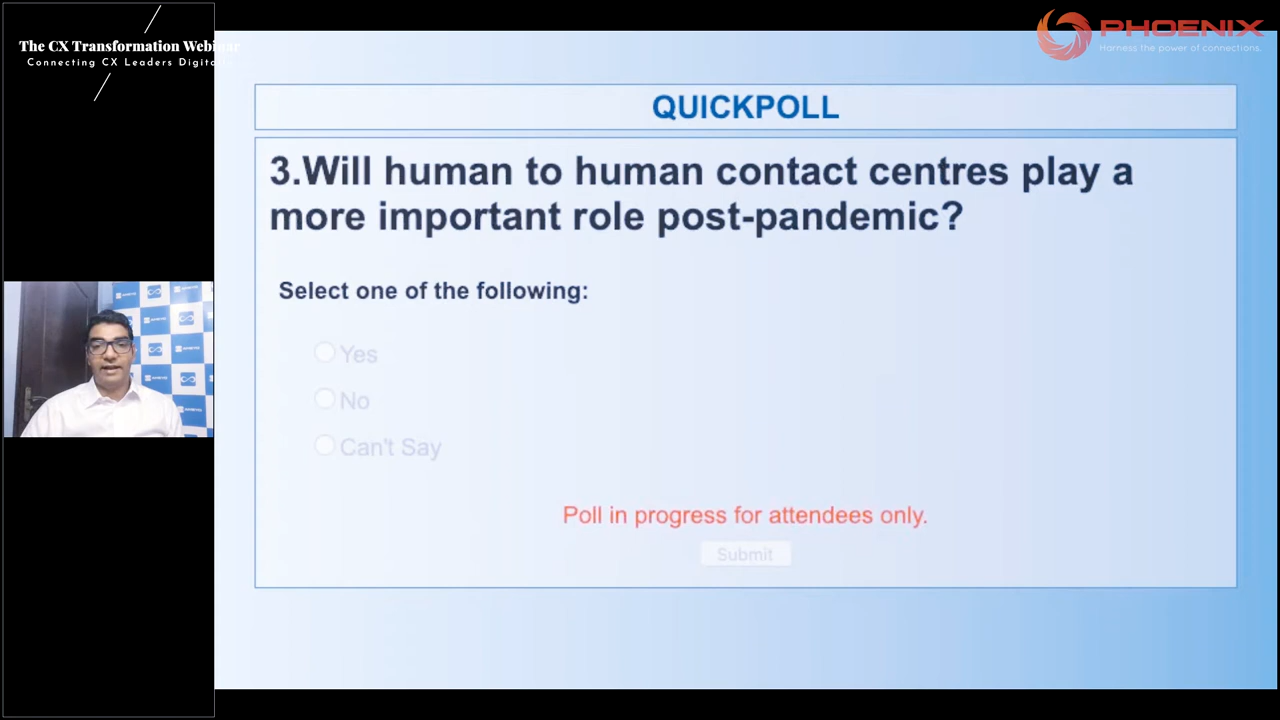 The CX Transformation Webinar
Connecting CX Leaders
PHOENIX
Harness the power of connections.
QUICKPOLL
3.Will human to human contact centres play a
more important role post-pandemic?
Select one of the following:
Yes
No
Can't Say
Poll in progress for attendees only.
Submit